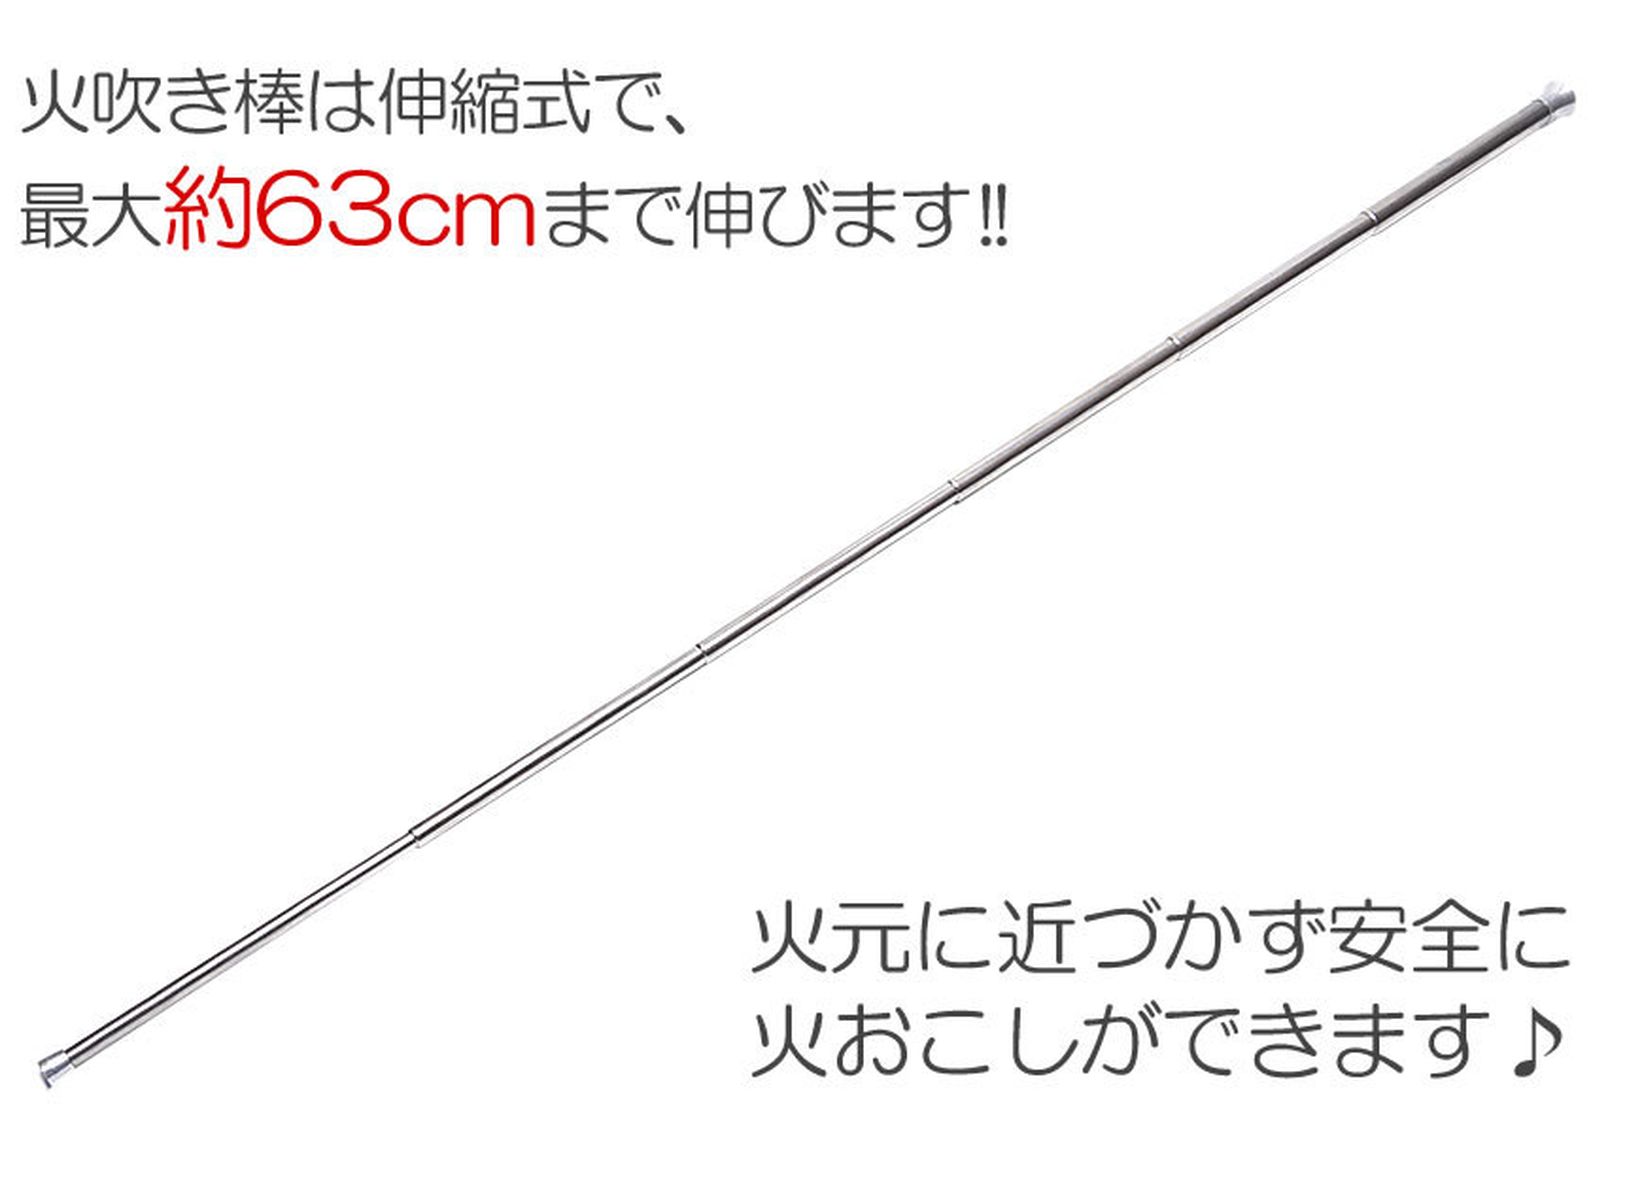 火吹き棒は伸縮式で、
最大約63cmまで伸びます!!
火元に近づかず安全に
火おこしができます♪